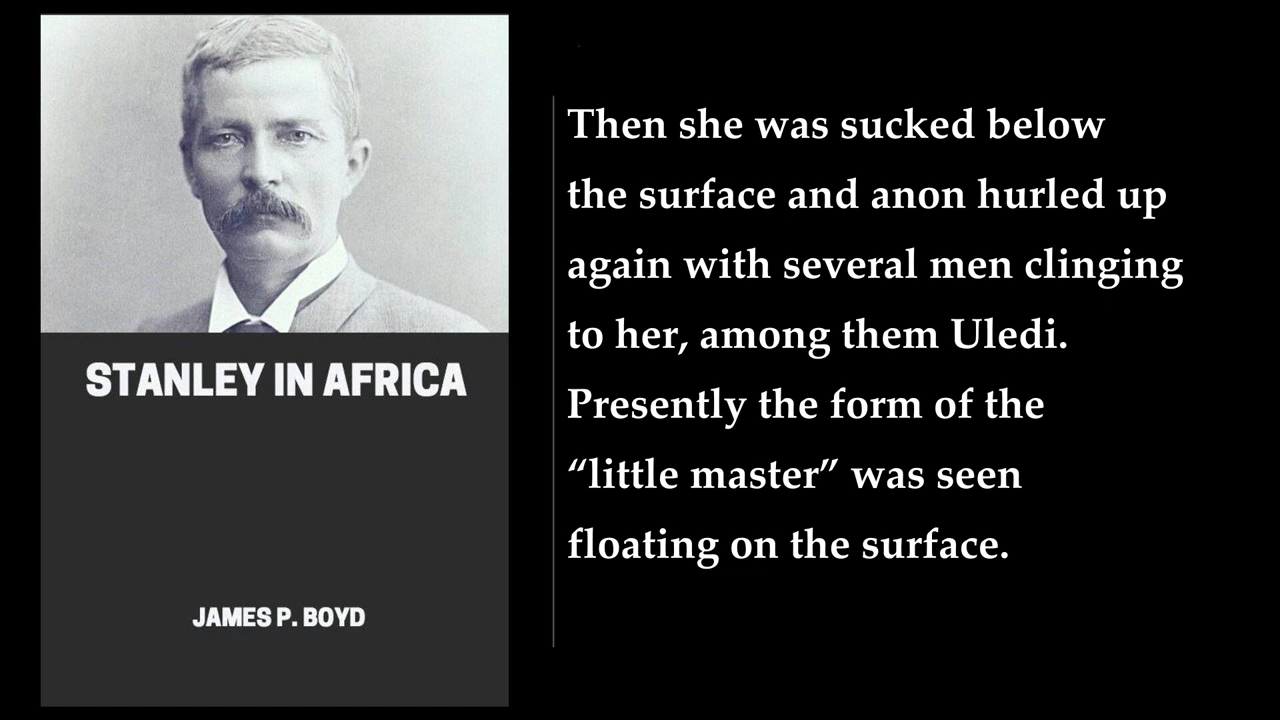 STANLEY IN AFRICA
JAMES P. BOYD
Then she was sucked below
the surface and anon hurled up
again with several men clinging
to her, among them Uledi.
Presently the form of the
“little master” was seen
floating on the surface.